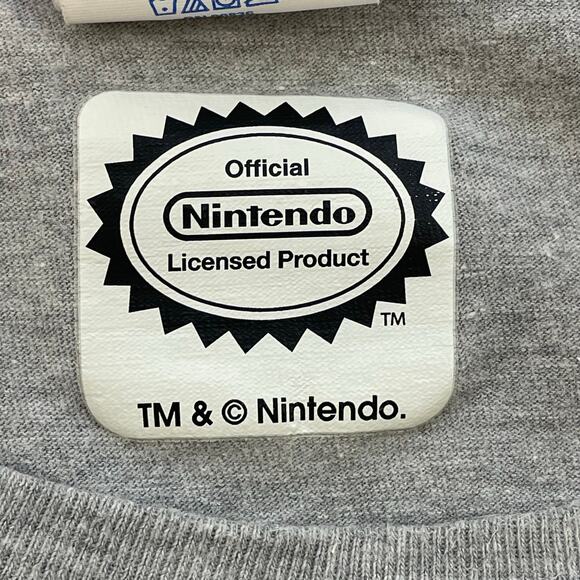 Official
Nintendo
Licensed Product
TM
TM & © Nintendo.